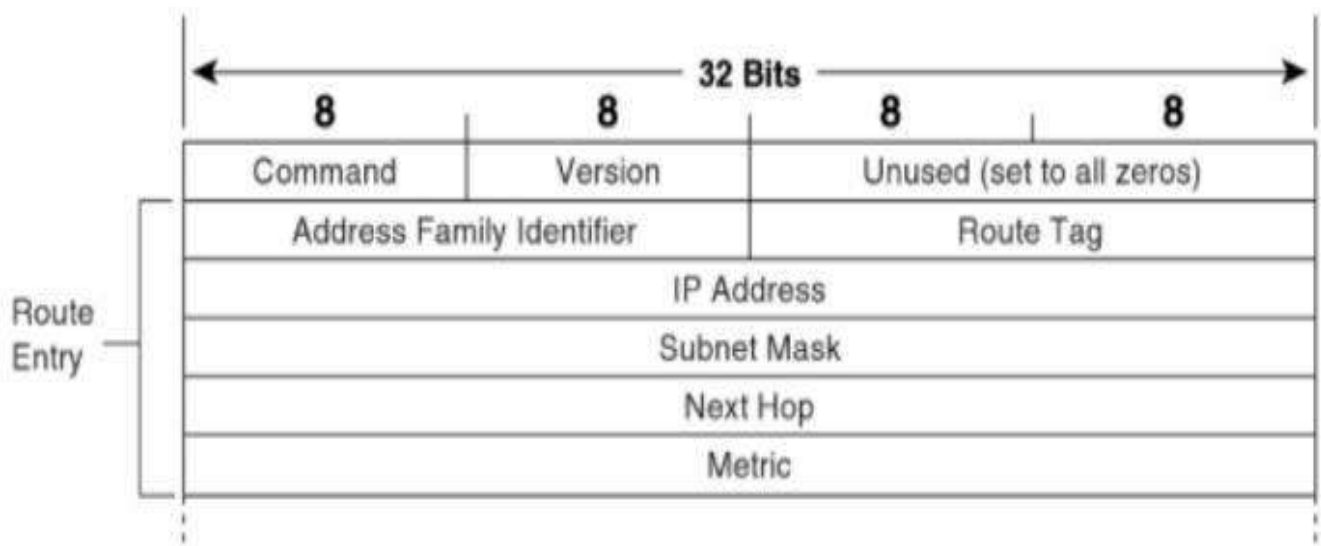 32 Bits
8 8 8 8
Command Version Unused (set to all zeros)
Address Family Identifier Route Tag
IP Address
Route
Entry
Subnet Mask
Next Hop
Metric